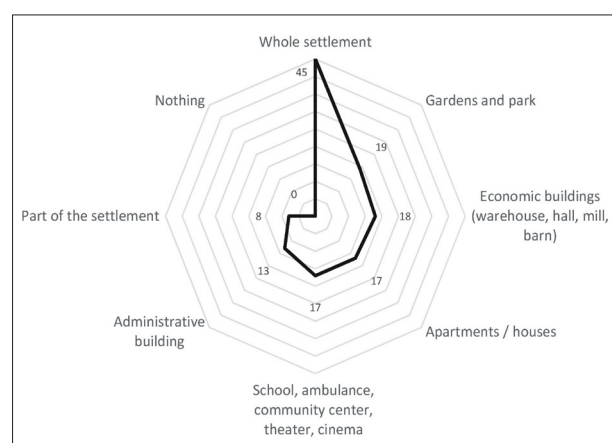 Whole settlement
45
Nothing
Gardens and park
19
0
Part of the settlement
8
18
Economic buildings
(warehouse, hall, mill,
barn)
13
17
17
Administrative
building
Apartments / houses
School, ambulance,
community center,
theater, cinema